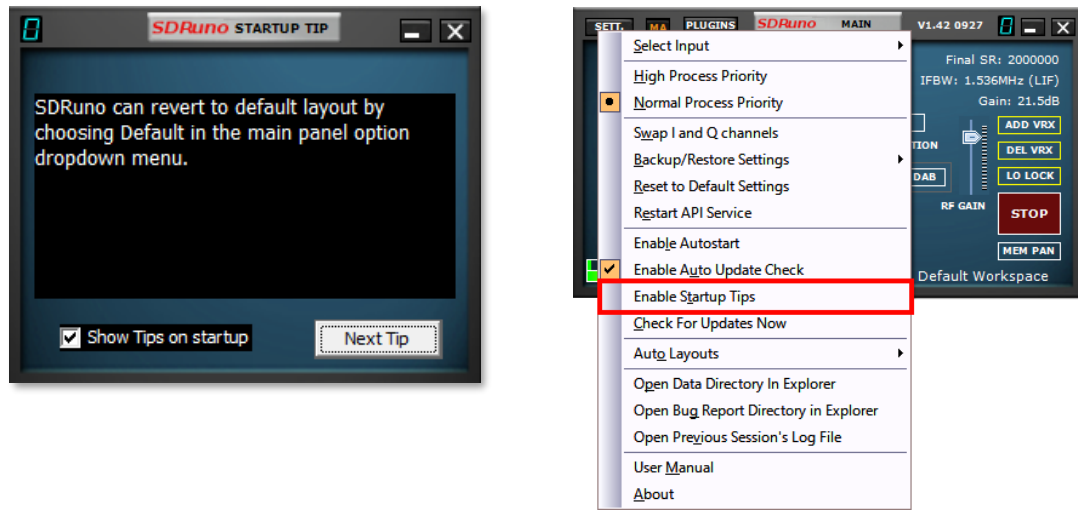 SDRuno STARTUP TIP
SDRuno can revert to default layout by
choosing Default in the main panel option
dropdown menu.
Show Tips on startup
Next Tip
SETT. MA PLUGINS SDRuno MAIN V1.42 0927
Final SR: 2000000
IFBW: 1.536MHz (LIF)
Gain: 21.5dB
ADD VRX
DEL VRX
DAB LO LOCK
RF GAIN STOP
MEM PAN
Default Workspace
Select Input
High Process Priority
Normal Process Priority
Swap I and Q channels
Backup/Restore Settings
Reset to Default Settings
Restart API Service
Enable Autostart
Enable Auto Update Check
Enable Startup Tips
Check For Updates Now
Auto Layouts
Open Data Directory In Explorer
Open Bug Report Directory in Explorer
Open Previous Session's Log File
User Manual
About